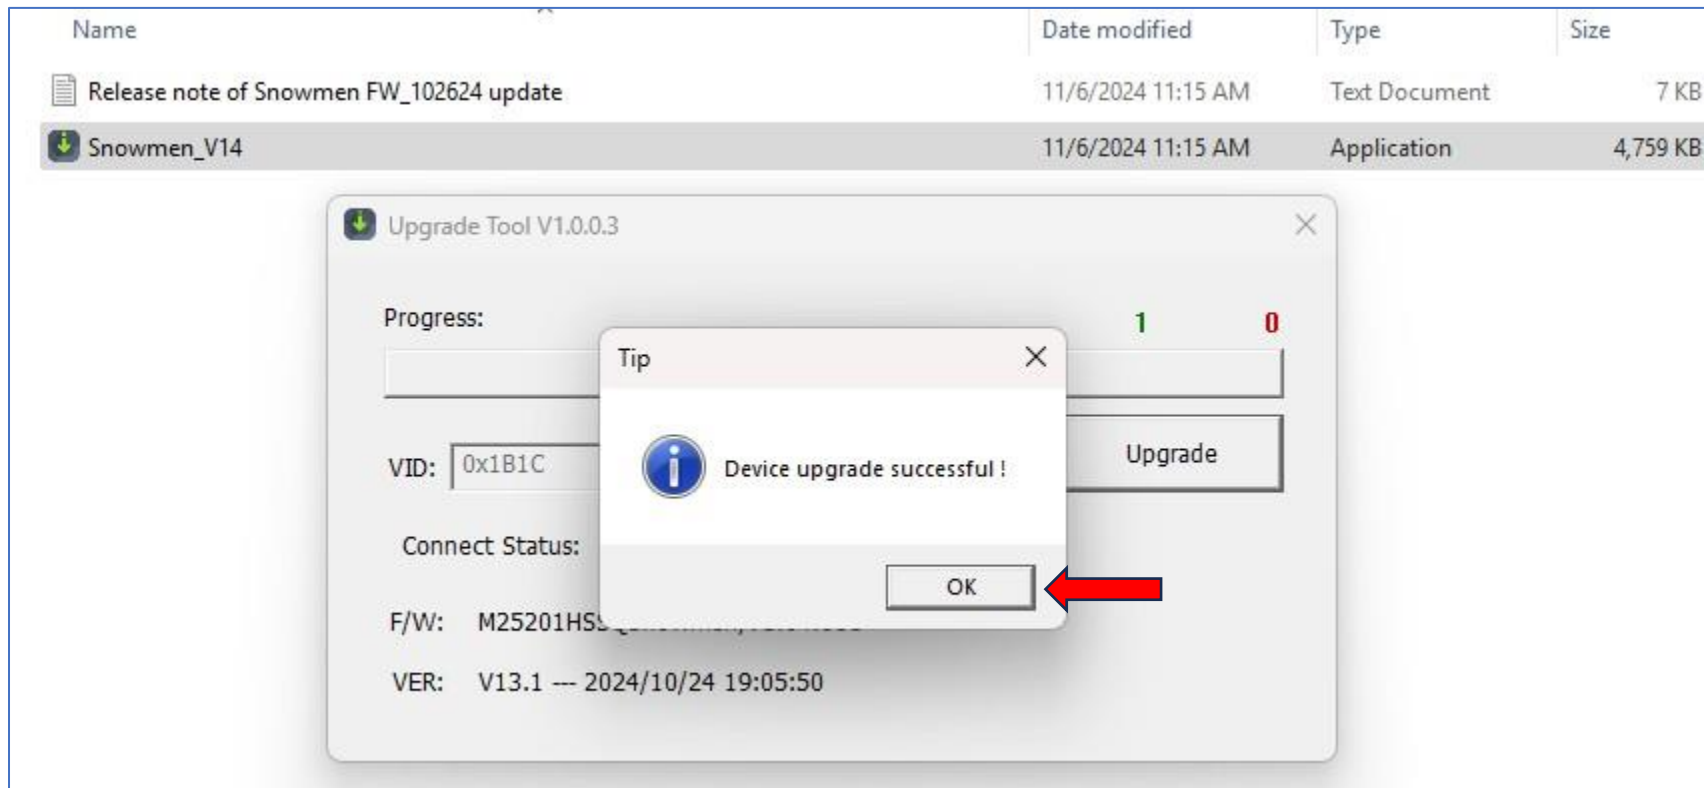 Name Date modified Type Size
Release note of Snowmen FW_102624 update 11/6/2024 11:15 AM Text Document 7 KB
Snowmen_V14 11/6/2024 11:15 AM Application 4,759 KB
Upgrade Tool V1.0.0.3
Progress: 1 0
Tip
VID: 0x1B1C
Device upgrade successful !
Upgrade
Connect Status:
OK
F/W:
VER: V13.1 --- 2024/10/24 19:05:50